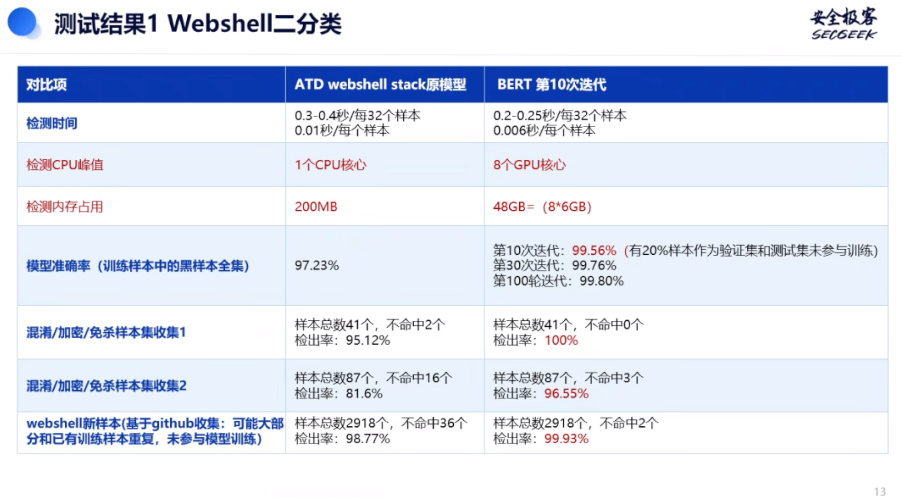 测试结果1 Webshell二分类
安全极客
SECGEEK
对比项
ATD webshell stack原模型
BERT 第10次迭代
检测时间
0.3-0.4秒/每32个样本
0.01秒/每个样本
0.2-0.25秒/每32个样本
0.006秒/每个样本
检测CPU峰值
1个CPU核心
8个GPU核心
检测内存占用
200MB
48GB=（8*6GB）
模型准确率（训练样本中的黑样本全集）
97.23%
第10次迭代：99.56%（有20%样本作为验证集和测试集未参与训练）
第30次迭代：99.76%
第100轮迭代：99.80%
混淆/加密/免杀样本集收集1
样本总数41个，不命中2个
检出率：95.12%
样本总数41个，不命中0个
检出率：100%
混淆/加密/免杀样本集收集2
样本总数87个，不命中16个
检出率：81.6%
样本总数87个，不命中3个
检出率：96.55%
webshell新样本(基于github收集：可能大部
分和已有训练样本重复，未参与模型训练）
样本总数2918个，不命中36个
检出率：98.77%
样本总数2918个，不命中2个
检出率：99.93%
13